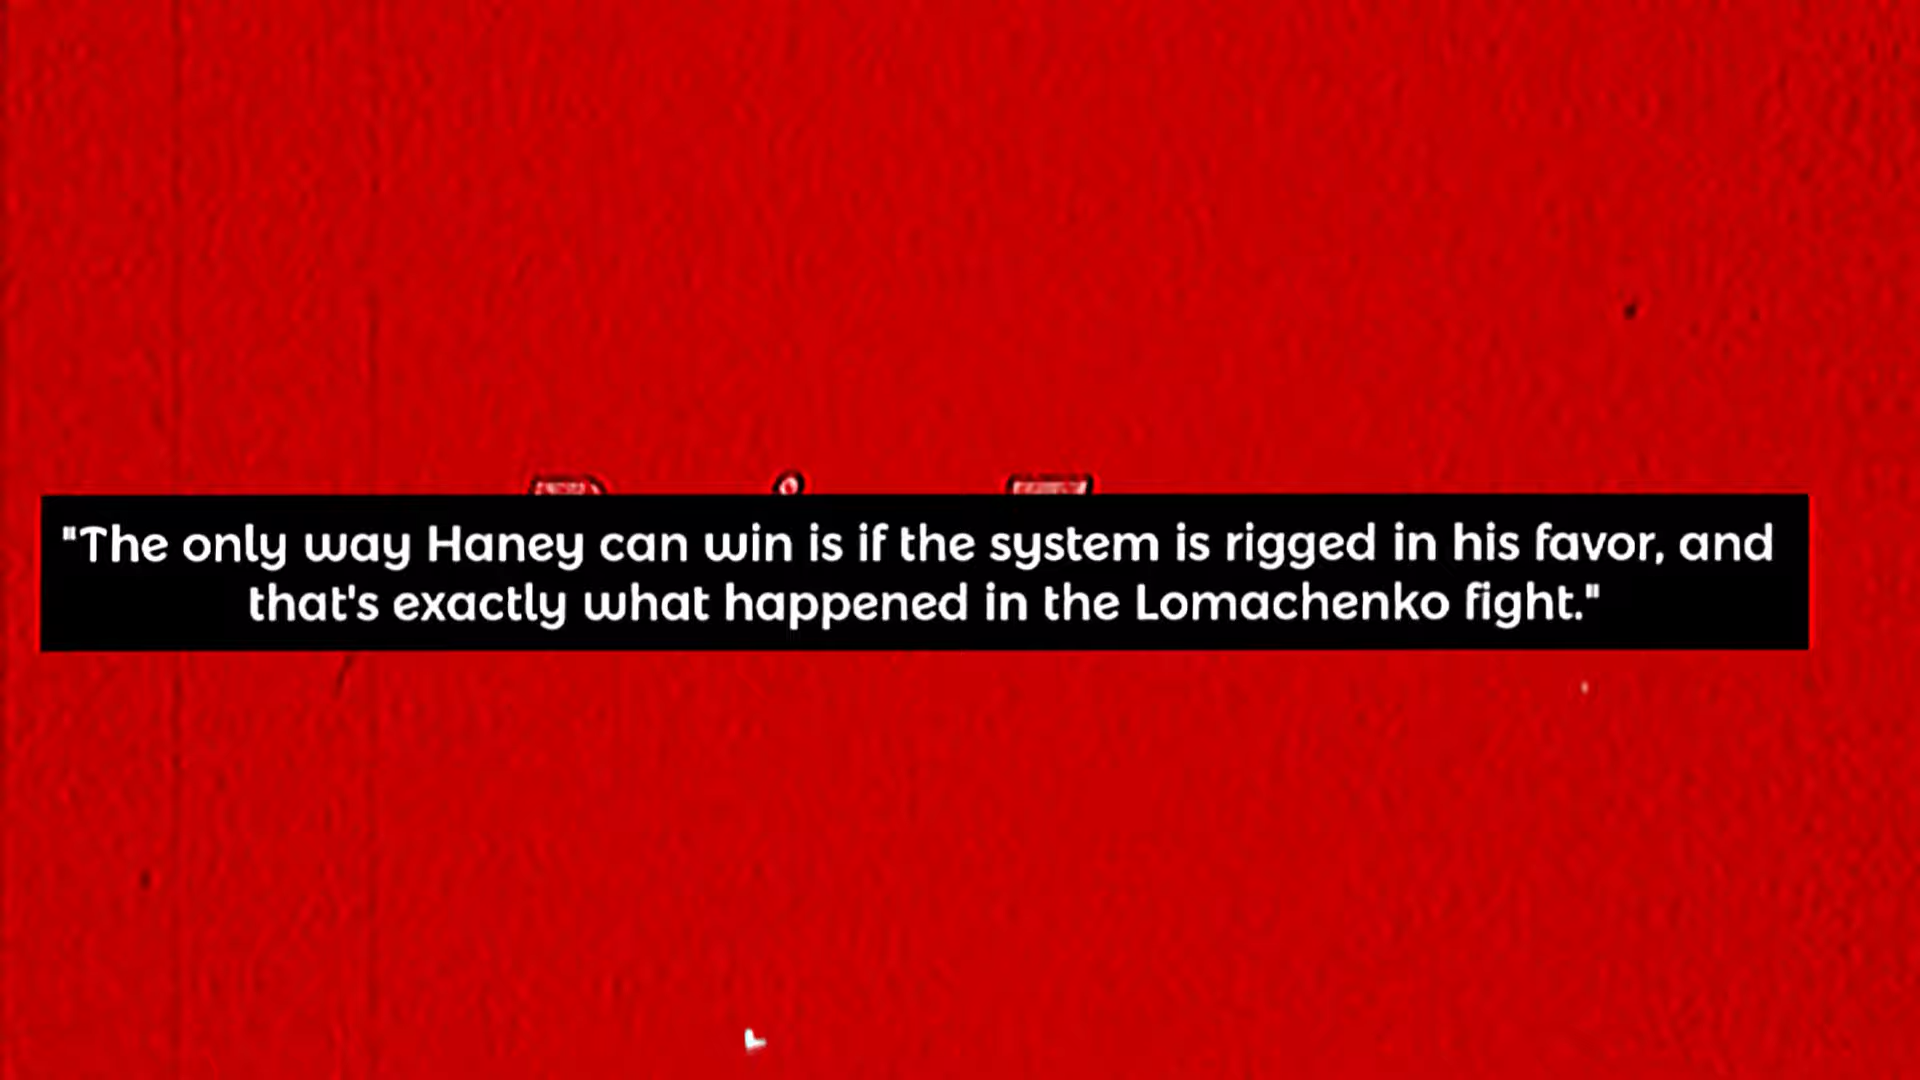 "The only way Haney can win is if the system is rigged in his favor, and
that's exactly what happened in the Lomachenko fight."